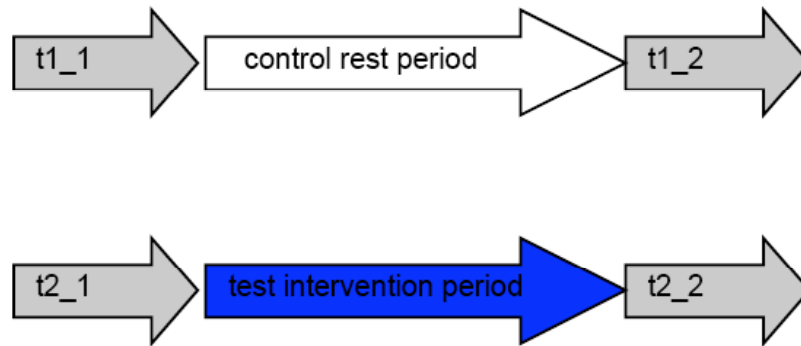 t1_1
control rest period
t1_2
t2_1
test intervention period
t2_2